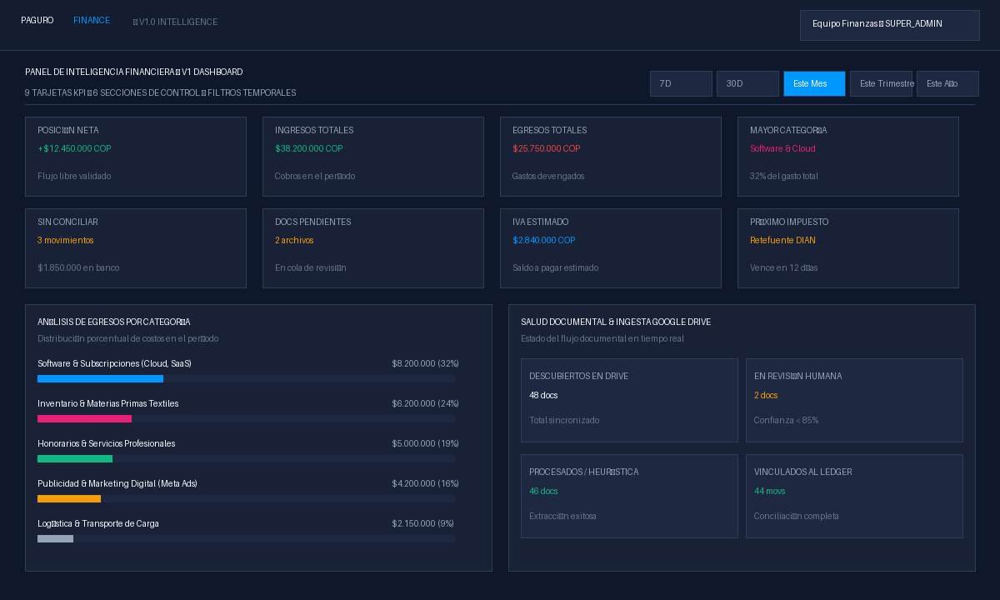 PAGURO FINANCE □ V1.0 INTELLIGENCE
Equipo Finanzas □ SUPER_ADMIN
PANEL DE INTELIGENCIA FINANCIERA □ V1 DASHBOARD
9 TARJETAS KPI □ 6 SECCIONES DE CONTROL □ FILTROS TEMPORALES
7D
30D
Este Mes
Este Trimestre
Este A□o
POSICI□N NETA
+$12.450.000 COP
Flujo libre validado
INGRESOS TOTALES
$38.200.000 COP
Cobros en el per□odo
EGRESOS TOTALES
$25.750.000 COP
Gastos devengados
MAYOR CATEGOR□A
Software & Cloud
32% del gasto total
SIN CONCILIAR
3 movimientos
$1.850.000 en banco
DOCS PENDIENTES
2 archivos
En cola de revisi□n
IVA ESTIMADO
$2.840.000 COP
Saldo a pagar estimado
PR□XIMO IMPUESTO
Retefuente DIAN
Vence en 12 d□as
AN□LISIS DE EGRESOS POR CATEGOR□A
Distribuci□n porcentual de costos en el per□odo
Software & Subscripciones (Cloud, SaaS) $8.200.000 (32%)
Inventario & Materias Primas Textiles $6.200.000 (24%)
Honorarios & Servicios Profesionales $5.000.000 (19%)
Publicidad & Marketing Digital (Meta Ads) $4.200.000 (16%)
Log□stica & Transporte de Carga $2.150.000 (9%)
SALUD DOCUMENTAL & INGESTA GOOGLE DRIVE
Estado del flujo documental en tiempo real
DESCUBIERTOS EN DRIVE
48 docs
Total sincronizado
EN REVISI□N HUMANA
2 docs
Confianza < 85%
PROCESADOS / HEUR□STICA
46 docs
Extracci□n exitosa
VINCULADOS AL LEDGER
44 movs
Conciliaci□n completa